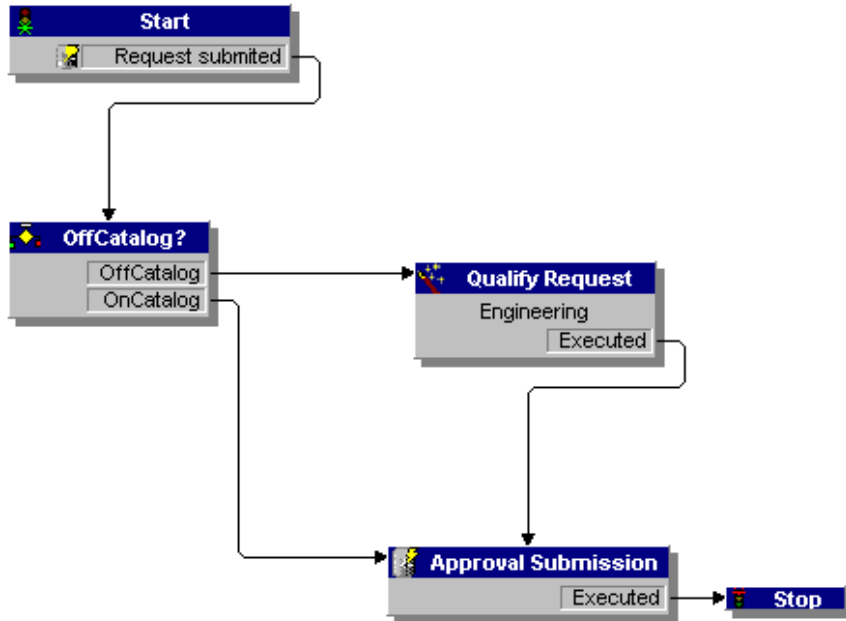 Start
Request submited
OffCatalog?
OffCatalog
OnCatalog
Qualify Request
Engineering
Executed
Approval Submission
Executed
Stop